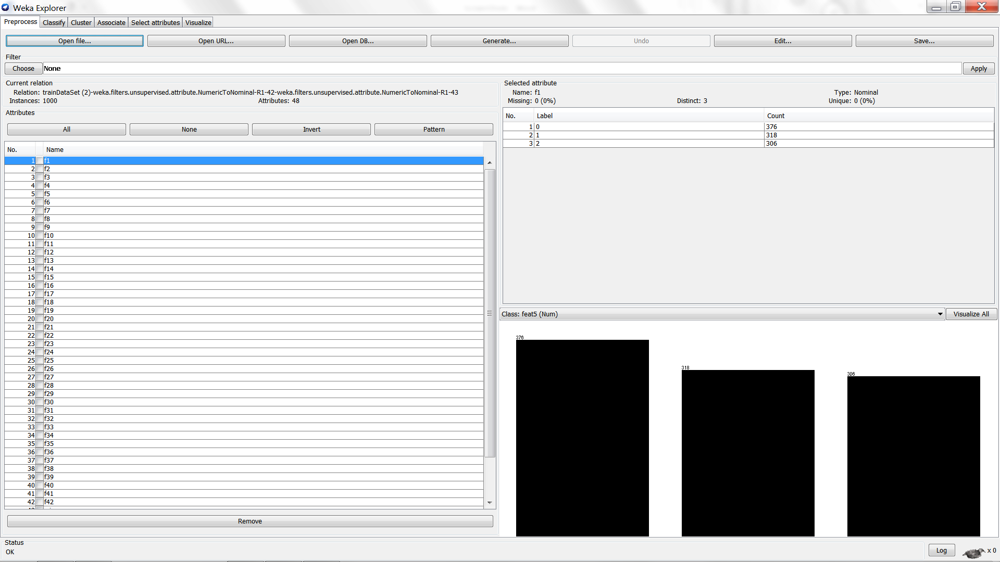 Weka Explorer
Preprocess Classify Cluster Associate Select attributes Visualize
Open file... Open URL... Open DB... Generate... Undo Edit... Save...
Filter
Choose None Apply
Current relation
Relation: trainDataSet (2)-weka.filters.unsupervised.attribute.NumericToNominal-R1-42-weka.filters.unsupervised.attribute.NumericToNominal-R1-43
Instances: 1000 Attributes: 48
Attributes
All None Invert Pattern
No. Name
1 f1
2 f2
3 f3
4 f4
5 f5
6 f6
7 f7
8 f8
9 f9
10 f10
11 f11
12 f12
13 f13
14 f14
15 f15
16 f16
17 f17
18 f18
19 f19
20 f20
21 f21
22 f22
23 f23
24 f24
25 f25
26 f26
27 f27
28 f28
29 f29
30 f30
31 f31
32 f32
33 f33
34 f34
35 f35
36 f36
37 f37
38 f38
39 f39
40 f40
41 f41
42 f42
Remove
Selected attribute
Name: f1 Type: Nominal
Missing: 0 (0%) Distinct: 3 Unique: 0 (0%)
No. Label Count
1 0 376
2 1 318
3 2 306
Class: feat5 (Num) Visualize All
376
318
306
Status
OK
Log x 0